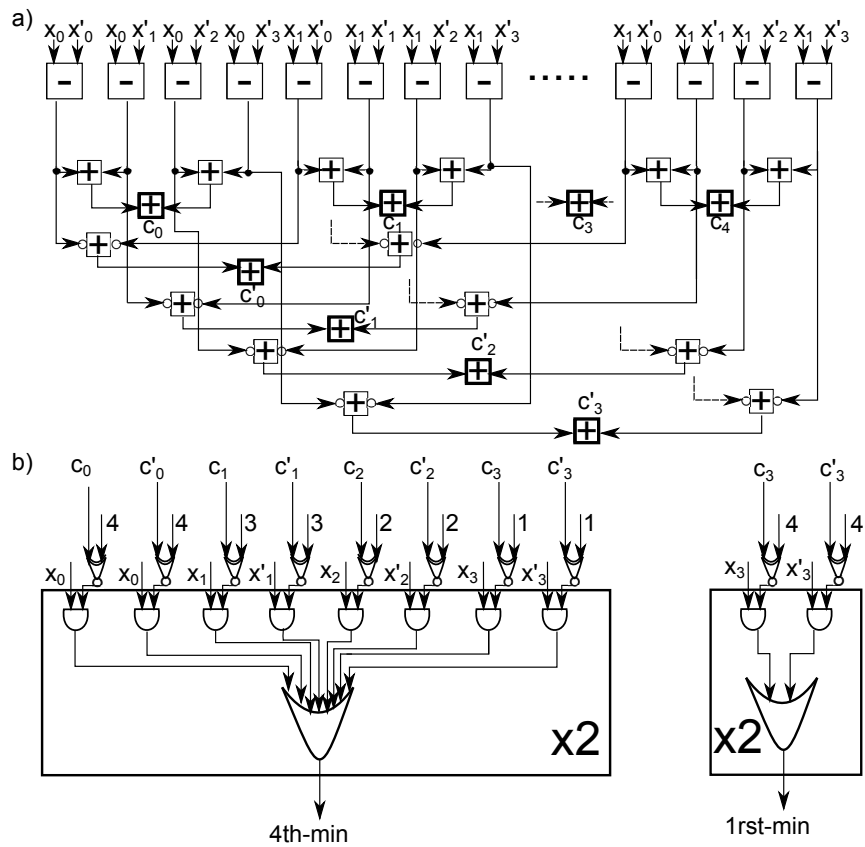 a)
x₀ x'₀ x₀ x'₁ x₀ x'₂ x₀ x'₃ x₁ x'₀ x₁ x'₁ x₁ x'₂ x₁ x'₃ x₁ x'₀ x₁ x'₁ x₁ x'₂ x₁ x'₃
- - - - - - - - ..... - - - -
+ + + + + +
+ + + +
c₀ c₁ c₃ c₄
+ +
+
c'₀
+ c'₁ +
+
+ c'₂ +
+
+ c'₃ +
+
b)
c₀ c'₀ c₁ c'₁ c₂ c'₂ c₃ c'₃ c₃ c'₃
4 4 3 3 2 2 1 1 4 4
x₀ x₀ x₁ x'₁ x₂ x'₂ x₃ x'₃ x₃ x'₃
x2 x2
4th-min 1rst-min